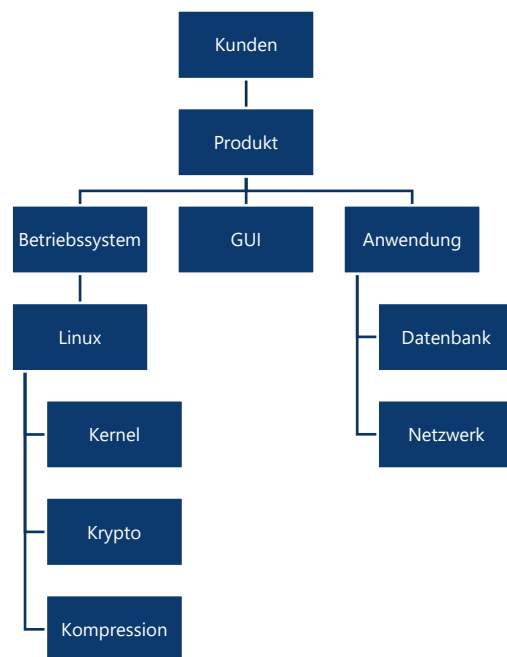 Kunden
Produkt
Betriebssystem
GUI
Anwendung
Linux
Datenbank
Kernel
Netzwerk
Krypto
Kompression